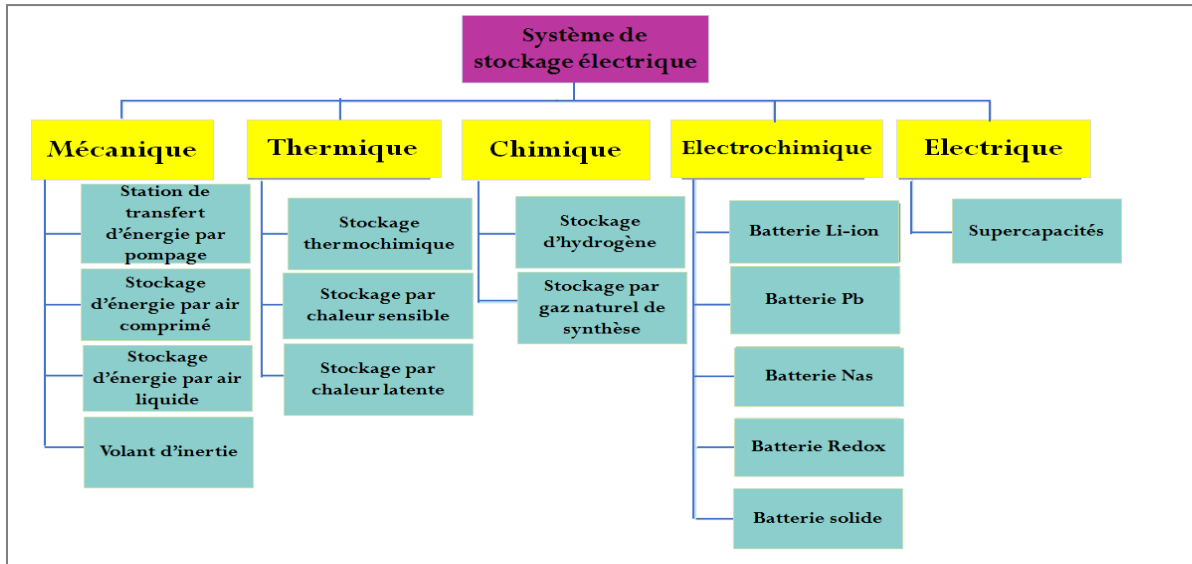 Système de
stockage électrique
Mécanique
Station de
transfert
d'énergie par
pompage
Stockage
d'énergie par air
comprimé
Stockage
d'énergie par air
liquide
Volant d'inertie
Thermique
Stockage
thermochimique
Stockage par
chaleur sensible
Stockage par
chaleur latente
Chimique
Stockage
d'hydrogène
Stockage par
gaz naturel de
synthèse
Electrochimique
Batterie Li-ion
Batterie Pb
Batterie Nas
Batterie Redox
Batterie solide
Electrique
Supercapacités